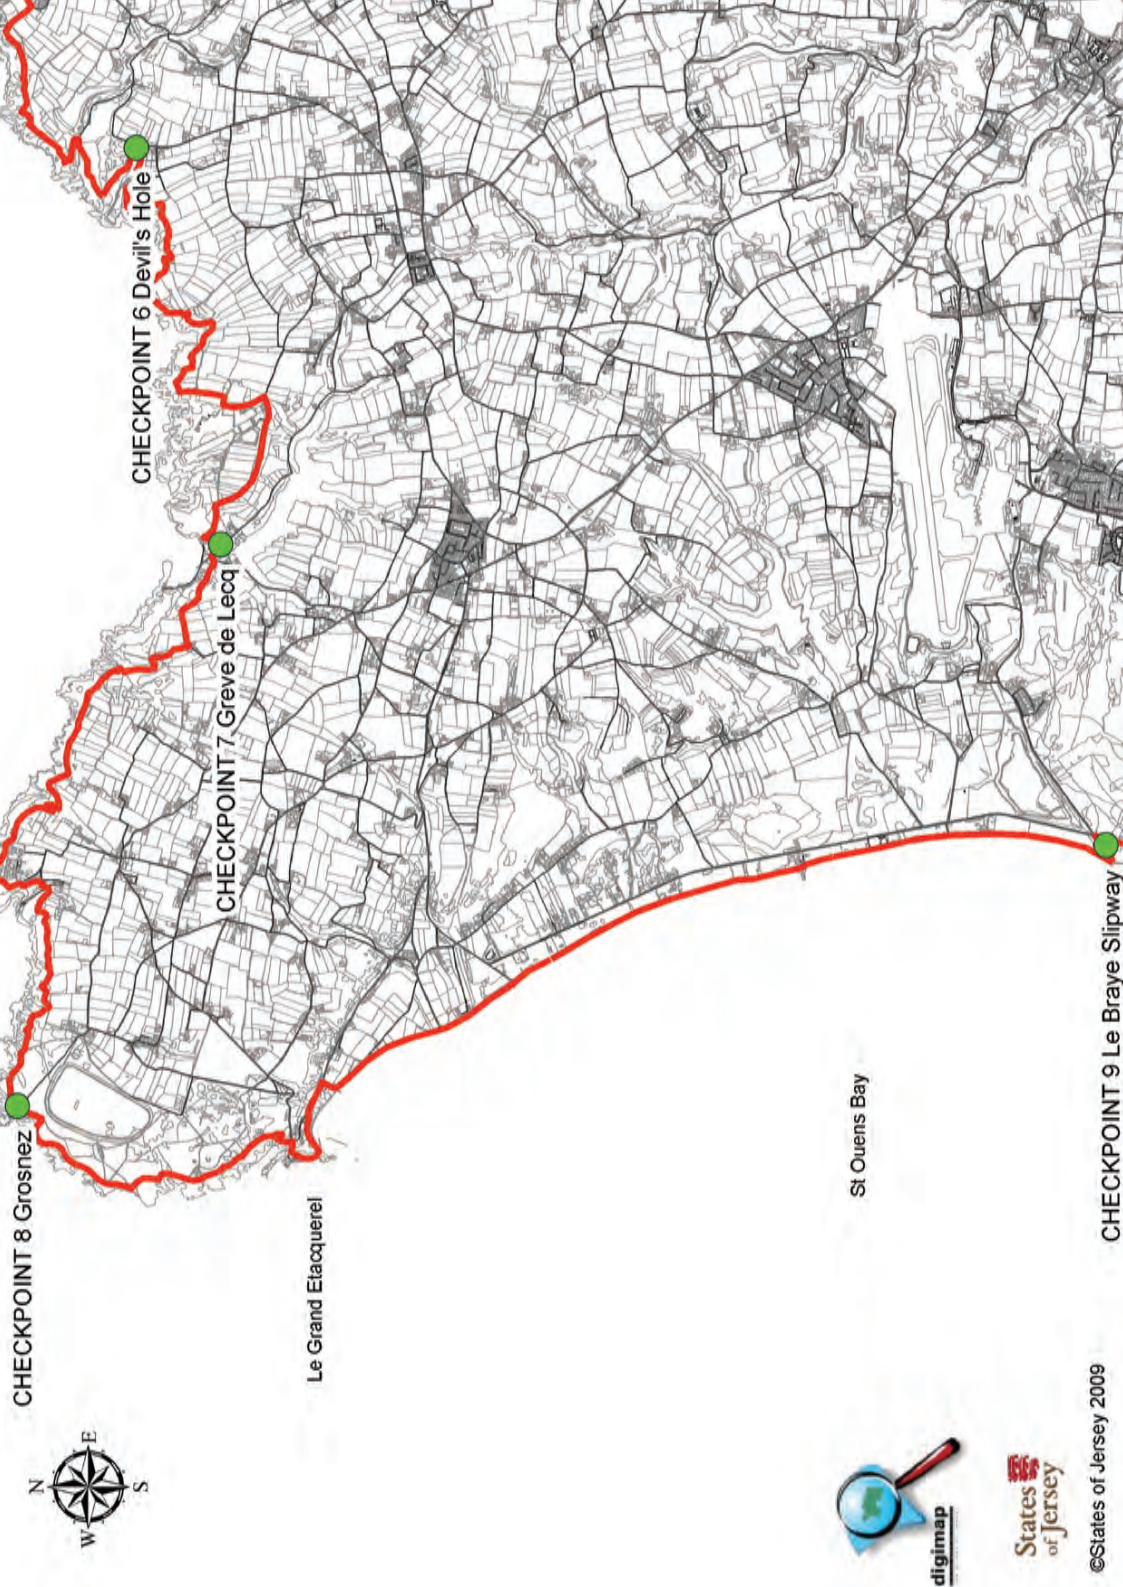 CHECKPOINT 8 Grosnez
CHECKPOINT 7 Greve de Lecq
CHECKPOINT 6 Devil's Hole
N
W E
S
Le Grand Etacquerel
St Ouens Bay
CHECKPOINT 9 Le Braye Slipway
digimap
States
of Jersey
©States of Jersey 2009